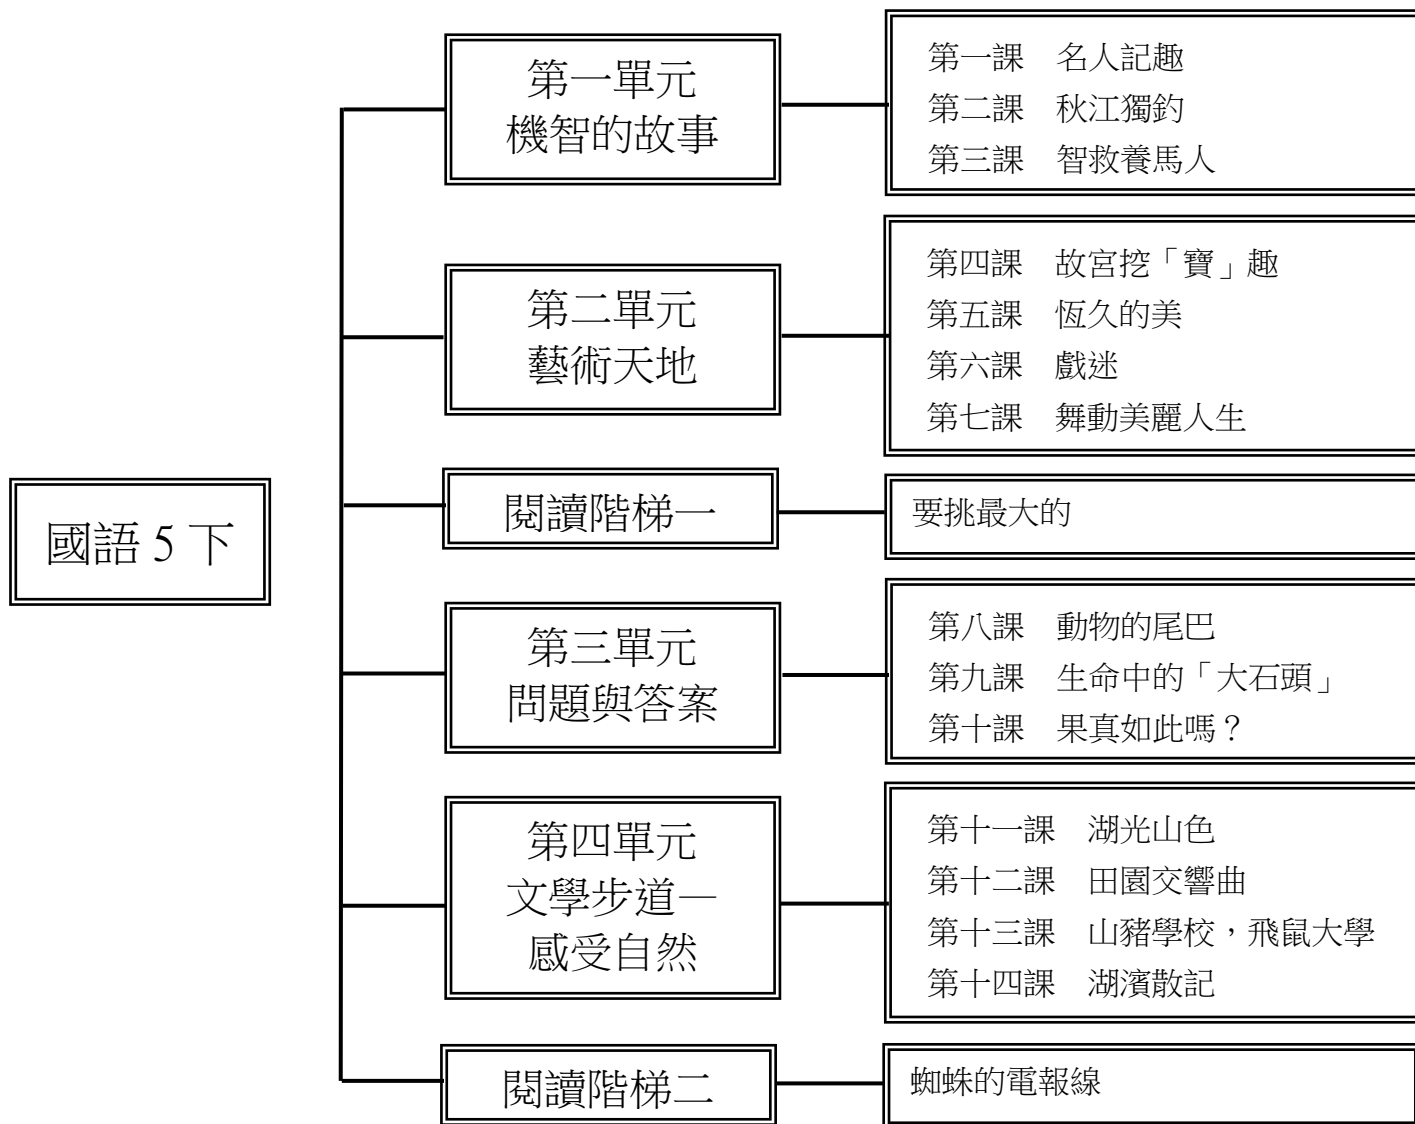 國語 5 下
第一單元
機智的故事
第一課　名人記趣
第二課　秋江獨釣
第三課　智救養馬人
第二單元
藝術天地
第四課　故宮挖「寶」趣
第五課　恆久的美
第六課　戲迷
第七課　舞動美麗人生
閱讀階梯一
要挑最大的
第三單元
問題與答案
第八課　動物的尾巴
第九課　生命中的「大石頭」
第十課　果真如此嗎？
第四單元
文學步道—
感受自然
第十一課　湖光山色
第十二課　田園交響曲
第十三課　山豬學校，飛鼠大學
第十四課　湖濱散記
閱讀階梯二
蜘蛛的電報線